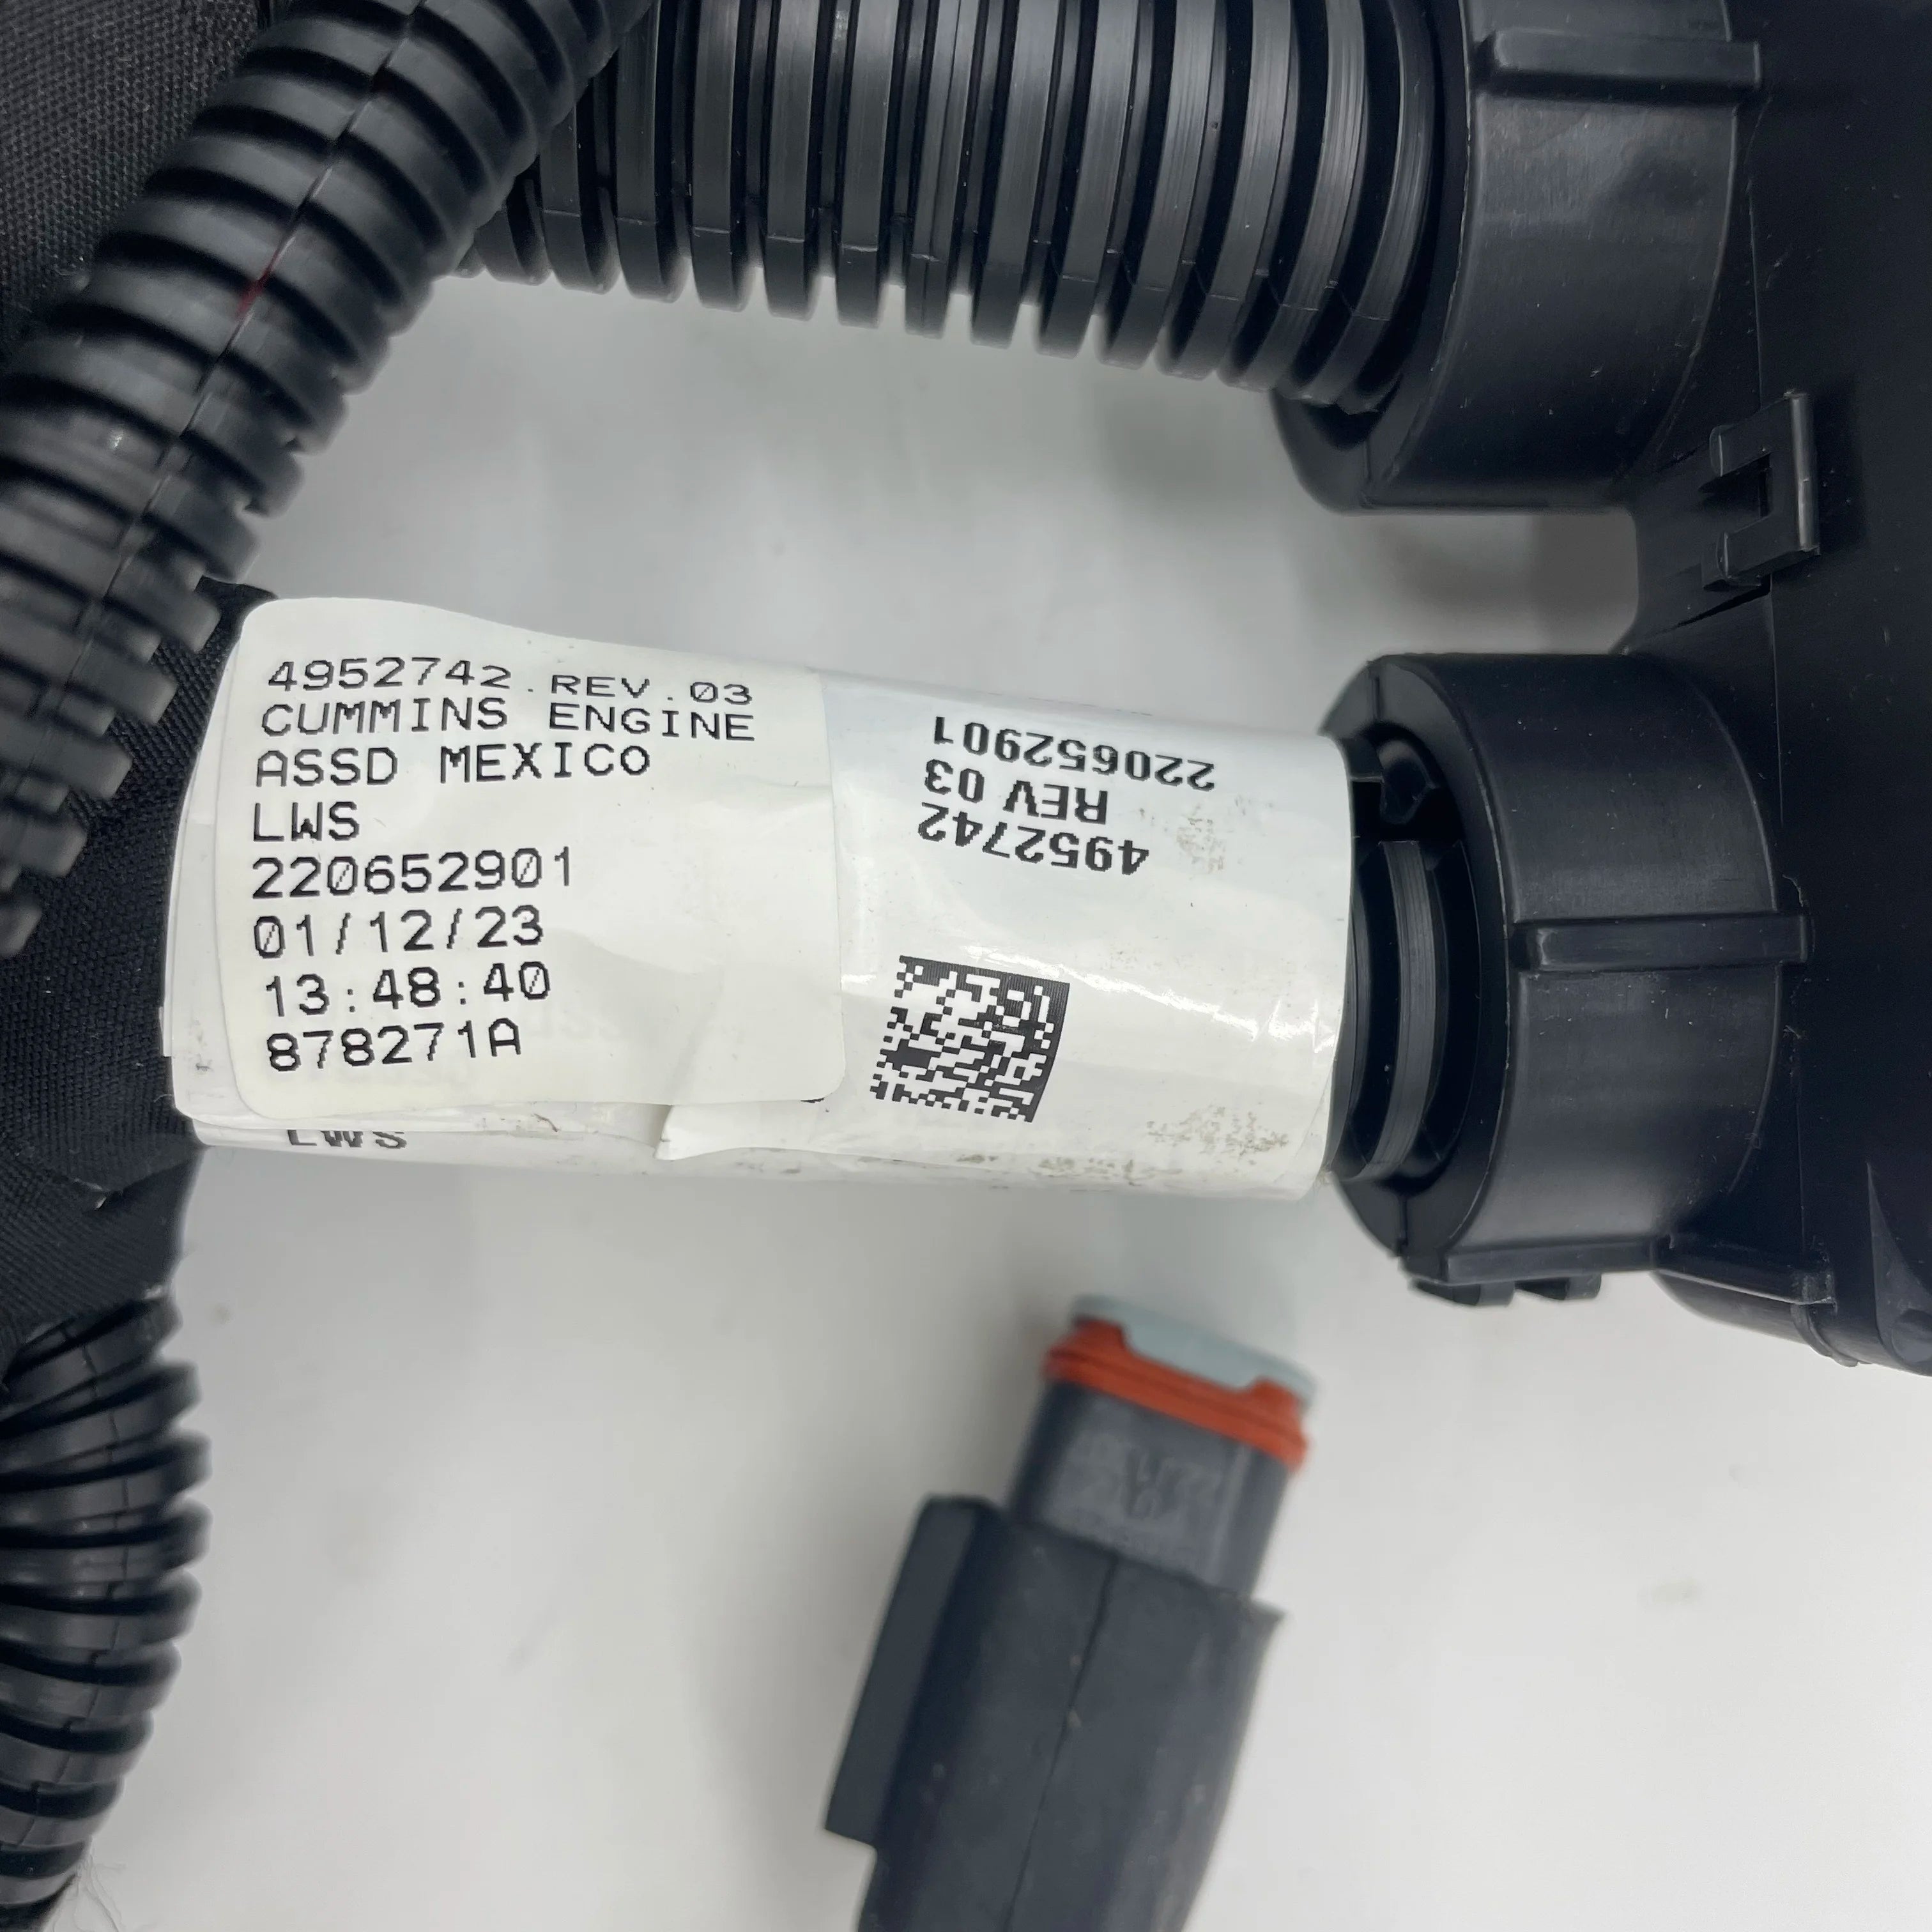 4952742.REV.03
CUMMINS ENGINE
ASSD MEXICO
LWS
220652901
01/12/23
13:48:40
878271A
4952742
REV 03
220652901
LWS